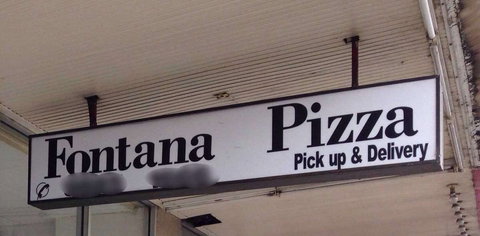 Fontana Pizza
Pick up & Delivery